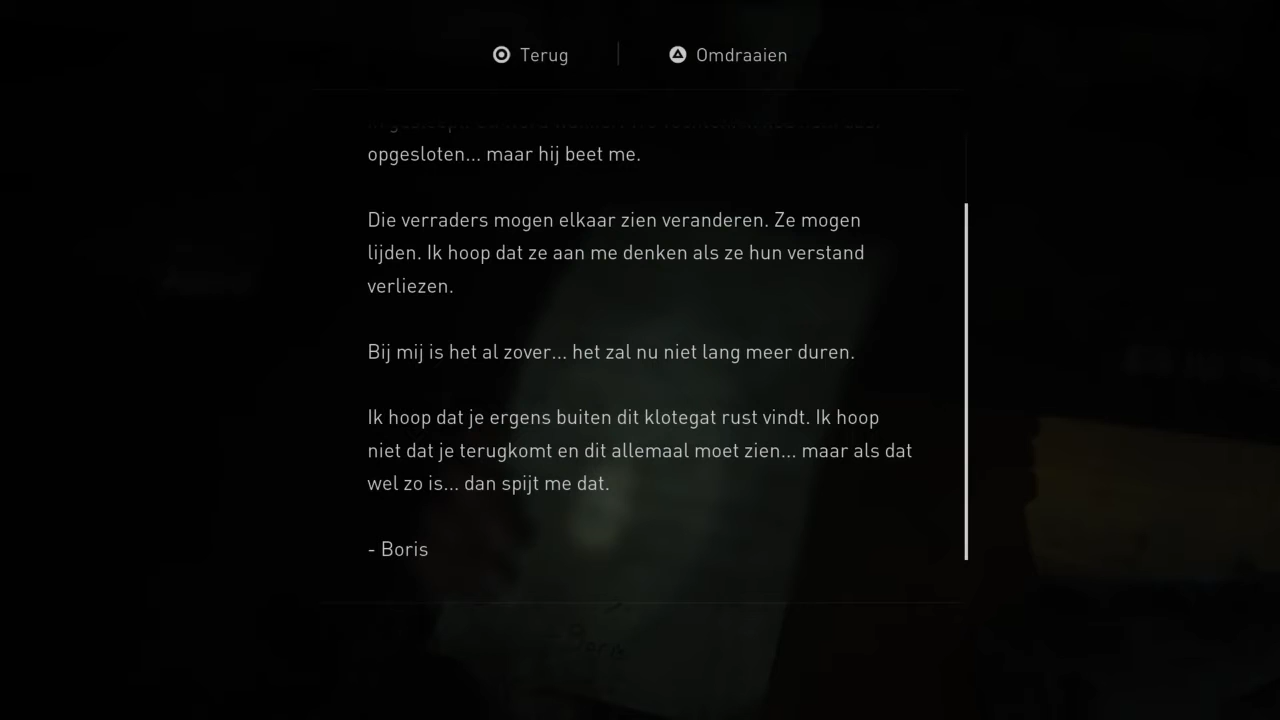 Terug
Omdraaien
opgesloten... maar hij beet me.
Die verraders mogen elkaar zien veranderen. Ze mogen
lijden. Ik hoop dat ze aan me denken als ze hun verstand
verliezen.
Bij mij is het al zover... het zal nu niet lang meer duren.
Ik hoop dat je ergens buiten dit klotegat rust vindt. Ik hoop
niet dat je terugkomt en dit allemaal moet zien... maar als dat
wel zo is... dan spijt me dat.
- Boris